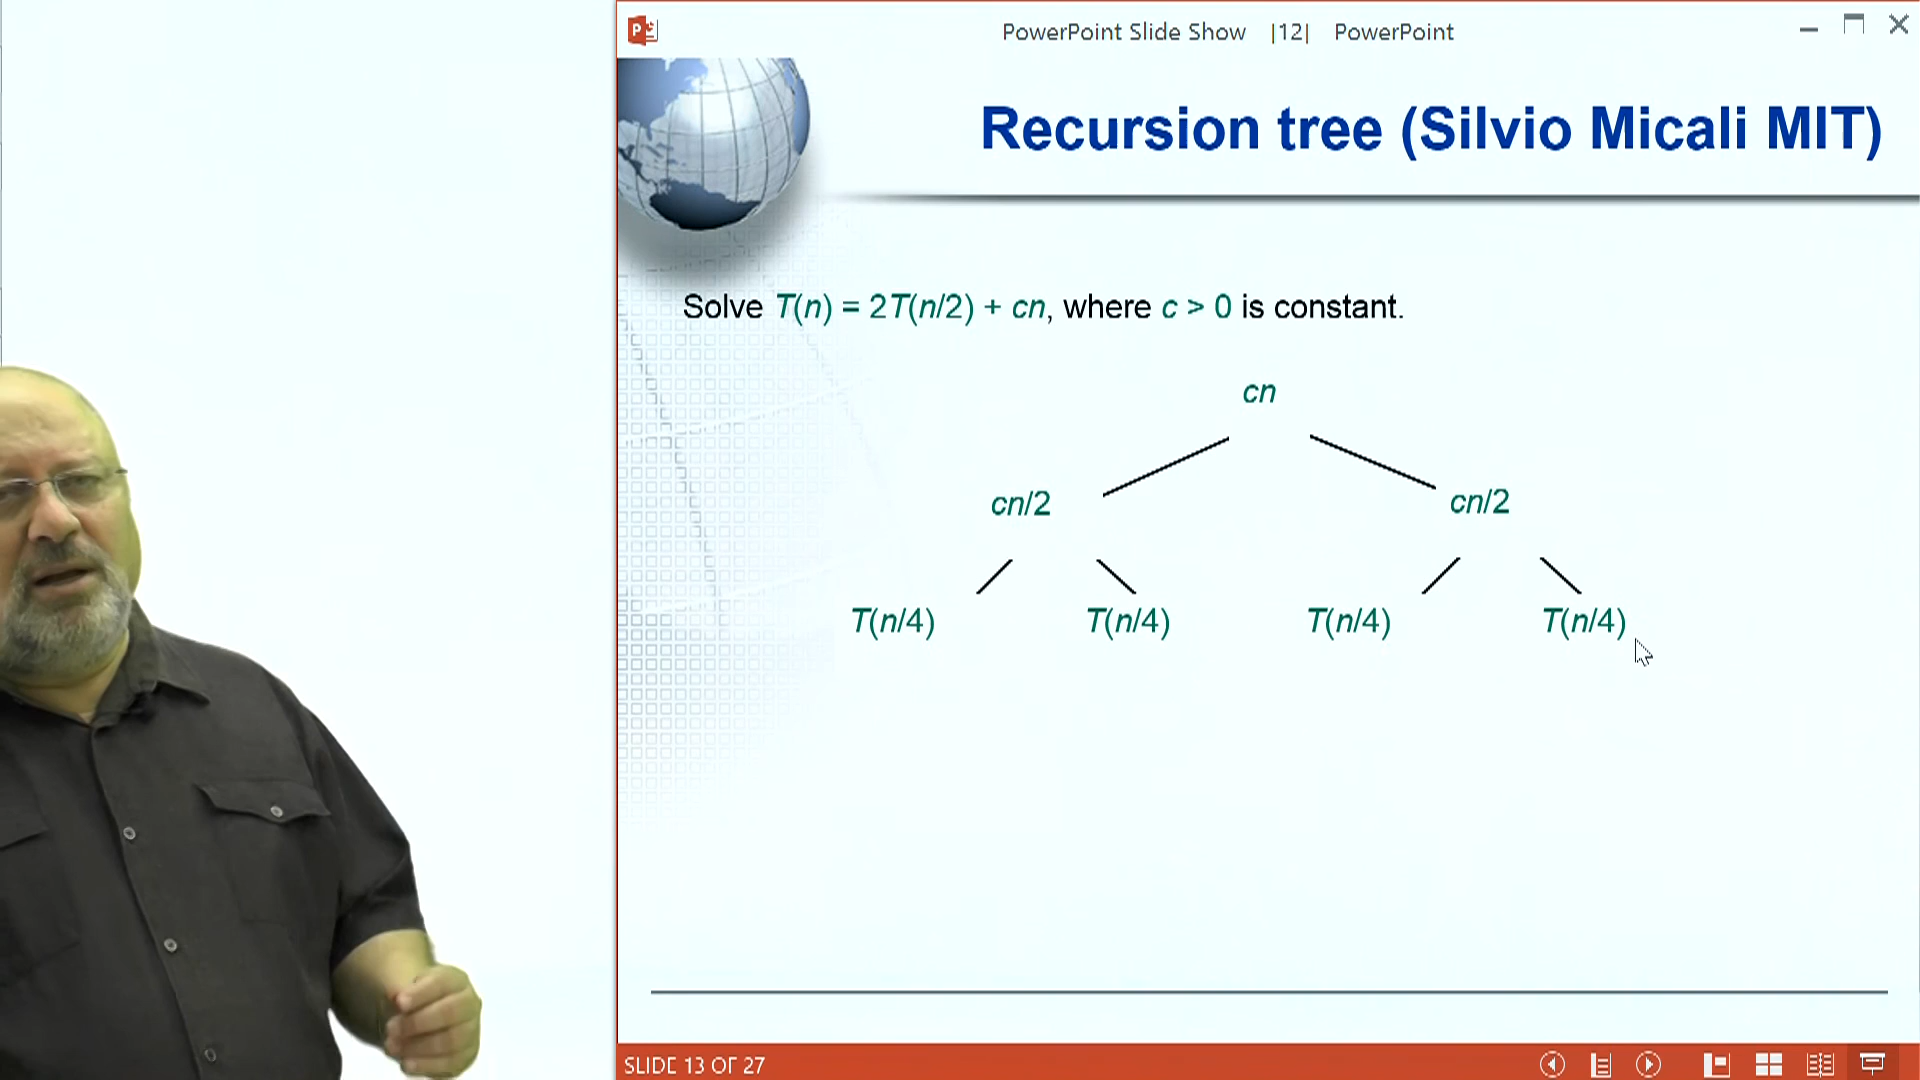 PowerPoint Slide Show |12| PowerPoint
Recursion tree (Silvio Micali MIT)
Solve T(n) = 2T(n/2) + cn, where c > 0 is constant.
cn
cn/2 cn/2
T(n/4) T(n/4) T(n/4) T(n/4)
SLIDE 13 OF 27